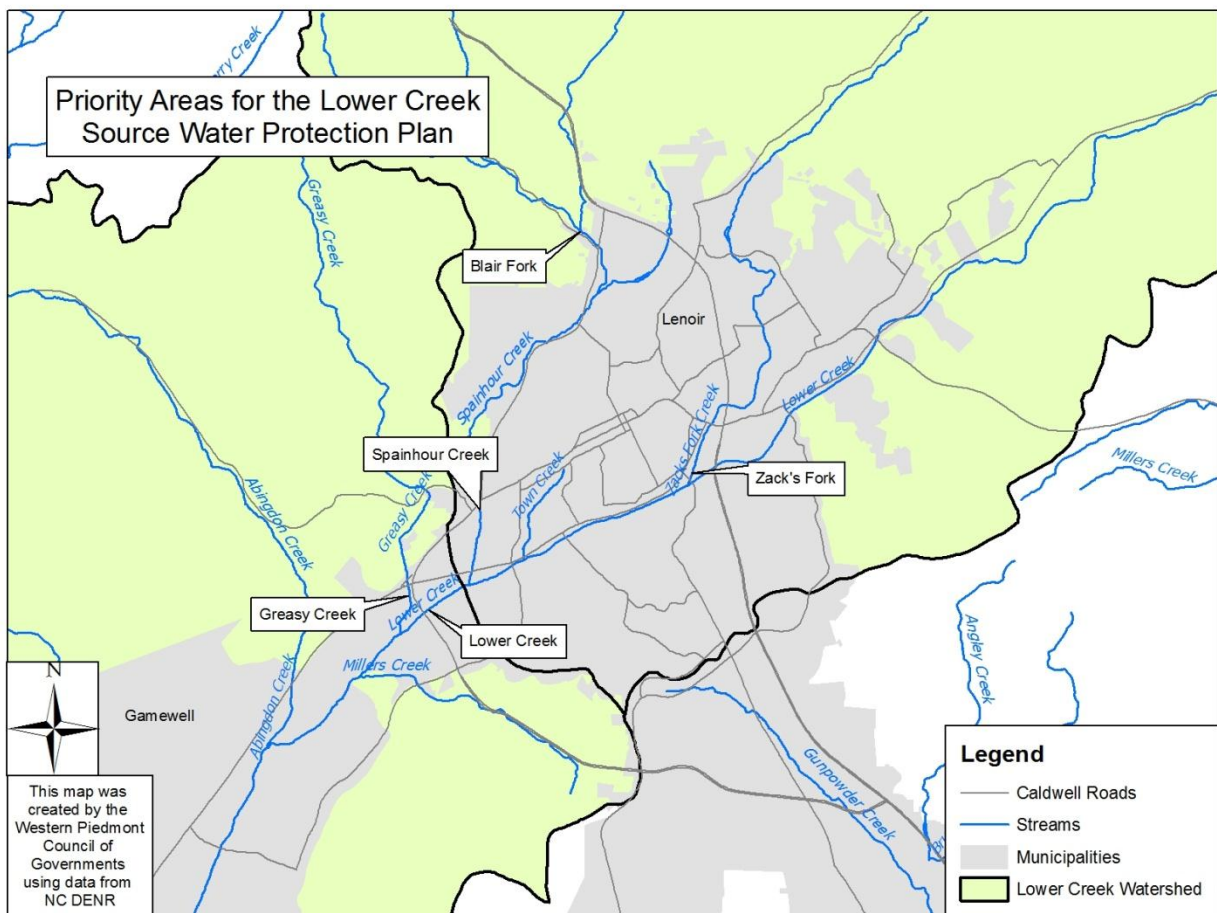 Priority Areas for the Lower Creek
Source Water Protection Plan
Greasy Creek
Blair Fork
Lenoir
Spainhour Creek
Lower Creek
Spainhour Creek
Zacks Fork Creek
Zack's Fork
Millers Creek
Abingdon Creek
Greasy Creek
Town Creek
Greasy Creek
Lower Creek
Lower Creek
Millers Creek
Angley Creek
Abingdon Creek
Gamewell
Gunpowder Creek
N
This map was
created by the
Western Piedmont
Council of
Governments
using data from
NC DENR
Legend
Caldwell Roads
Streams
Municipalities
Lower Creek Watershed